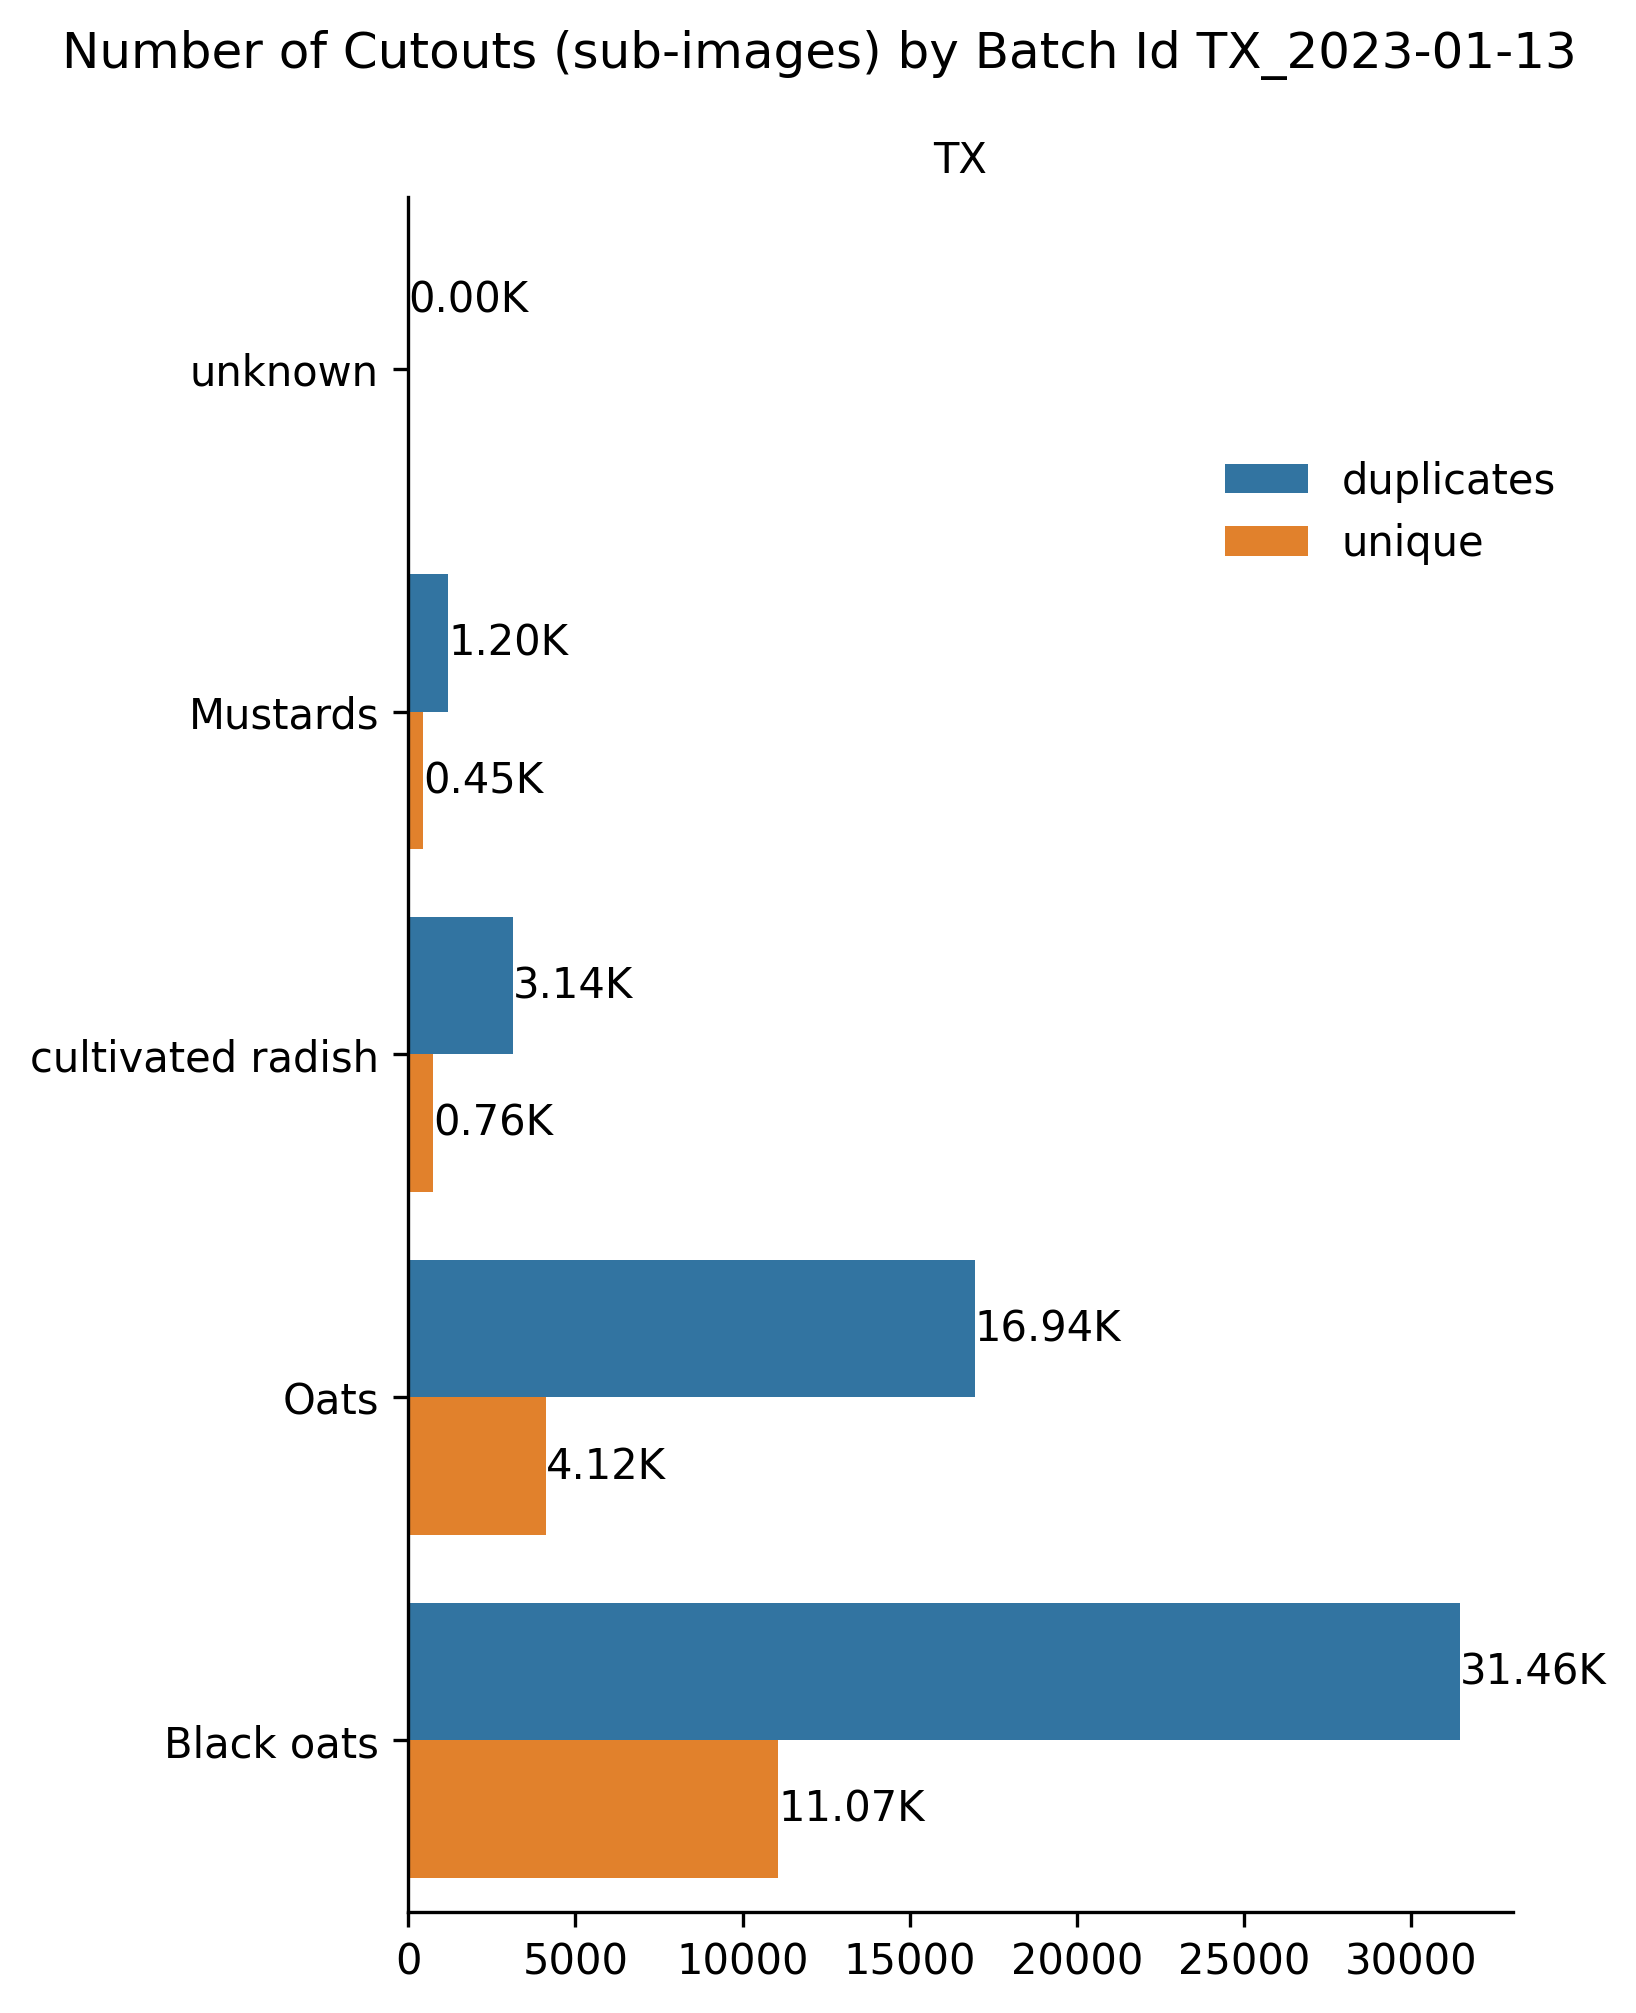 Number of Cutouts (sub-images) by Batch Id TX_2023-01-13
TX
0.00K
unknown
duplicates
unique
1.20K
Mustards
0.45K
3.14K
cultivated radish
0.76K
16.94K
Oats
4.12K
31.46K
Black oats
11.07K
0 5000 10000 15000 20000 25000 30000